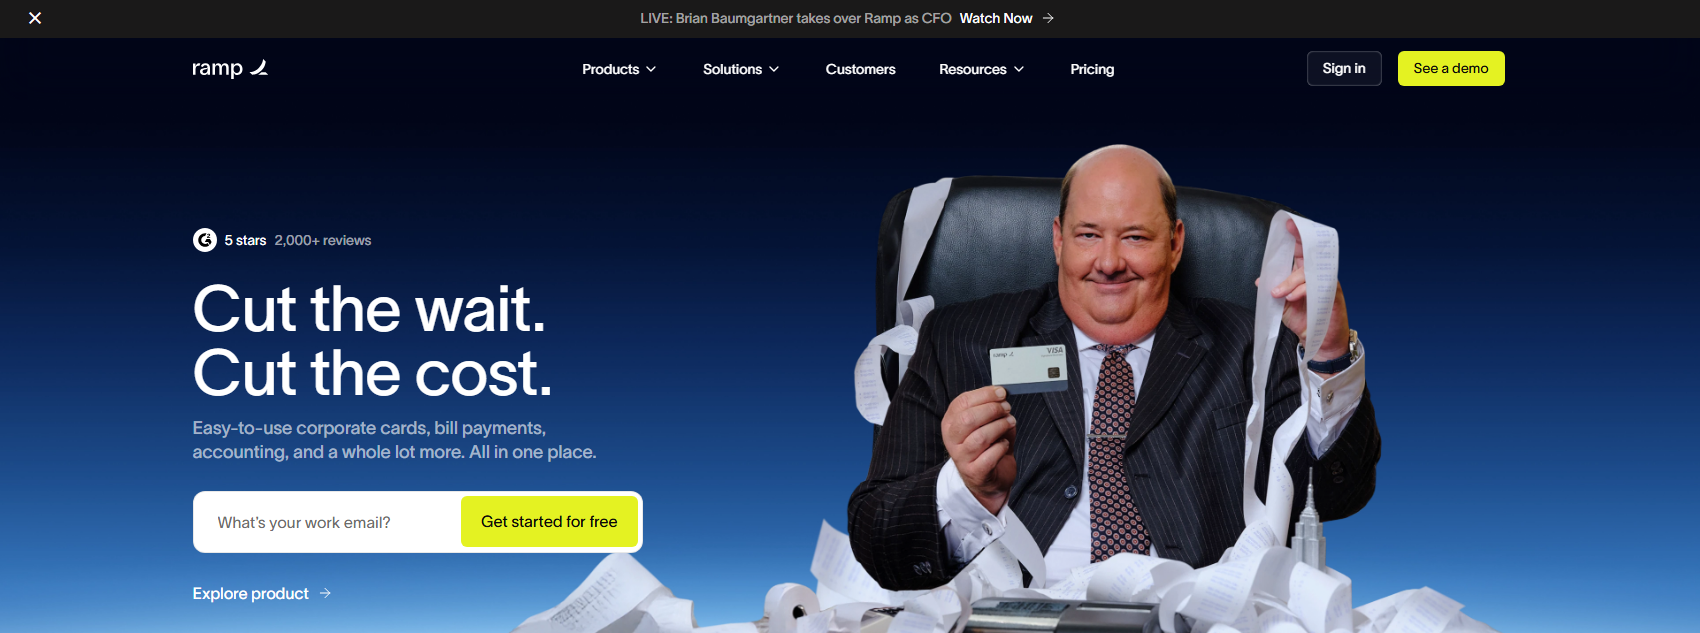 LIVE: Brian Baumgartner takes over Ramp as CFO Watch Now
ramp
Products
Solutions
Customers
Resources
Pricing
Sign in
See a demo
5 stars 2,000+ reviews
Cut the wait.
Cut the cost.
Easy-to-use corporate cards, bill payments,
accounting, and a whole lot more. All in one place.
What's your work email?
Get started for free
Explore product
ramp
VISA